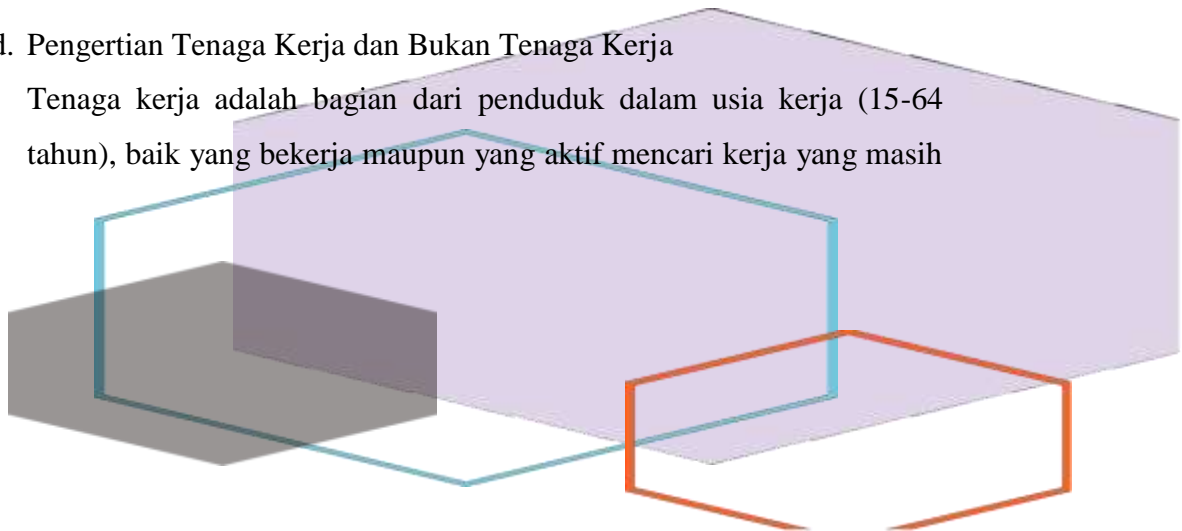 d. Pengertian Tenaga Kerja dan Bukan Tenaga Kerja
Tenaga kerja adalah bagian dari penduduk dalam usia kerja (15-64
tahun), baik yang bekerja maupun yang aktif mencari kerja yang masih